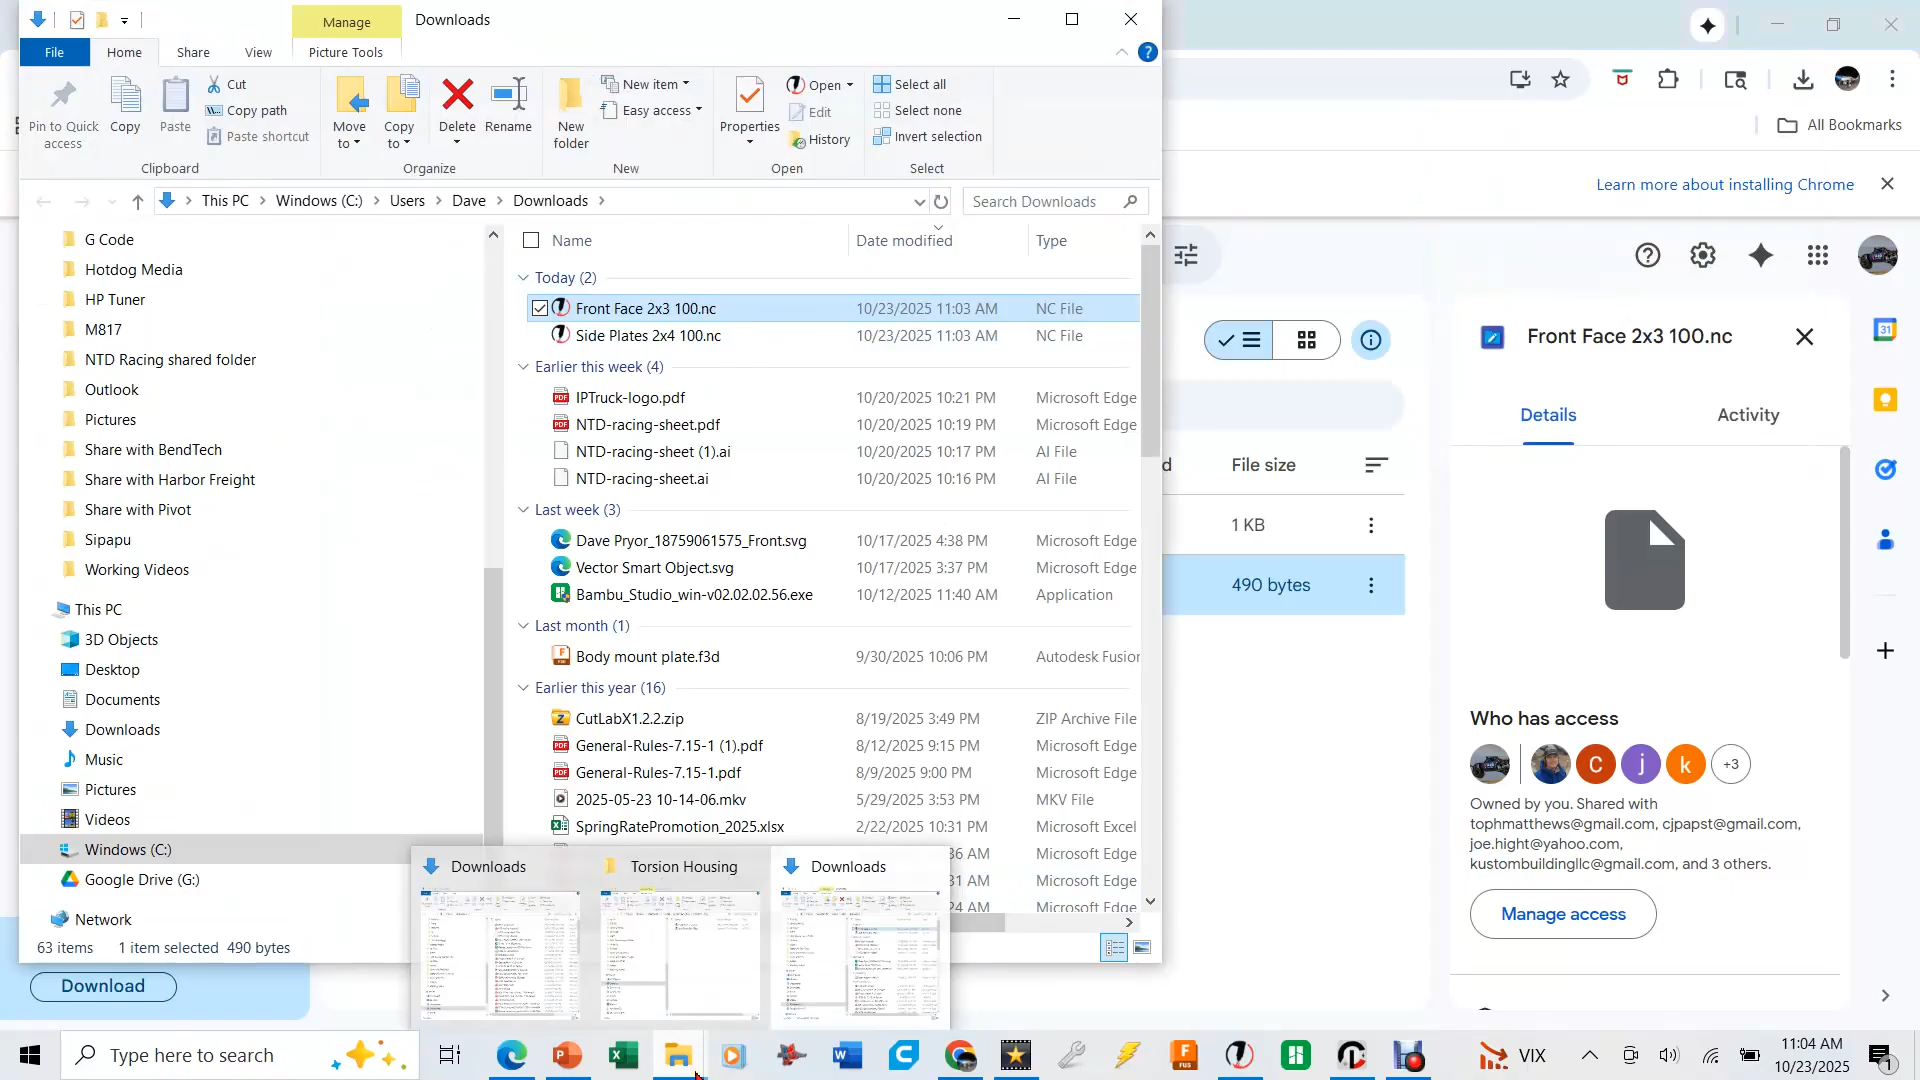 Manage
Downloads
File
Home
Share
View
Picture Tools
Pin to Quick access
Copy
Paste
Cut
Copy path
Paste shortcut
Clipboard
Move to
Copy to
Delete
Rename
Organize
New folder
New item
Easy access
New
Properties
Open
Edit
History
Open
Select all
Select none
Invert selection
Select
This PC
Windows (C:)
Users
Dave
Downloads
Search Downloads
G Code
Hotdog Media
HP Tuner
M817
NTD Racing shared folder
Outlook
Pictures
Share with BendTech
Share with Harbor Freight
Share with Pivot
Sipapu
Working Videos
This PC
3D Objects
Desktop
Documents
Downloads
Music
Pictures
Videos
Windows (C:)
Google Drive (G:)
Network
63 items 1 item selected 490 bytes
Name Date modified Type
Today (2)
Front Face 2x3 100.nc 10/23/2025 11:03 AM NC File
Side Plates 2x4 100.nc 10/23/2025 11:03 AM NC File
Earlier this week (4)
IPTruck-logo.pdf 10/20/2025 10:21 PM Microsoft Edge
NTD-racing-sheet.pdf 10/20/2025 10:19 PM Microsoft Edge
NTD-racing-sheet (1).ai 10/20/2025 10:17 PM AI File
NTD-racing-sheet.ai 10/20/2025 10:16 PM AI File
Last week (3)
Dave Pryor_18759061575_Front.svg 10/17/2025 4:38 PM Microsoft Edge
Vector Smart Object.svg 10/17/2025 3:37 PM Microsoft Edge
Bambu_Studio_win-v02.02.02.56.exe 10/12/2025 11:40 AM Application
Last month (1)
Body mount plate.f3d 9/30/2025 10:06 PM Autodesk Fusion
Earlier this year (16)
CutLabX1.2.2.zip 8/19/2025 3:49 PM ZIP Archive File
General-Rules-7.15-1 (1).pdf 8/12/2025 9:15 PM Microsoft Edge
General-Rules-7.15-1.pdf 8/9/2025 9:00 PM Microsoft Edge
2025-05-23 10-14-06.mkv 5/29/2025 3:53 PM MKV File
SpringRatePromotion_2025.xlsx 2/22/2025 10:31 PM Microsoft Excel
36 AM Microsoft Edge
31 AM Microsoft Edge
24 AM Microsoft Edge
Downloads
Torsion Housing
Downloads
Download
All Bookmarks
Learn more about installing Chrome
d
File size
1 KB
490 bytes
Front Face 2x3 100.nc
Details
Activity
Who has access
C
j
k
+3
Owned by you. Shared with
tophmatthews@gmail.com, cjpapst@gmail.com,
joe.hight@yahoo.com,
kustombuildingllc@gmail.com, and 3 others.
Manage access
Type here to search
VIX
11:04 AM
10/23/2025
1